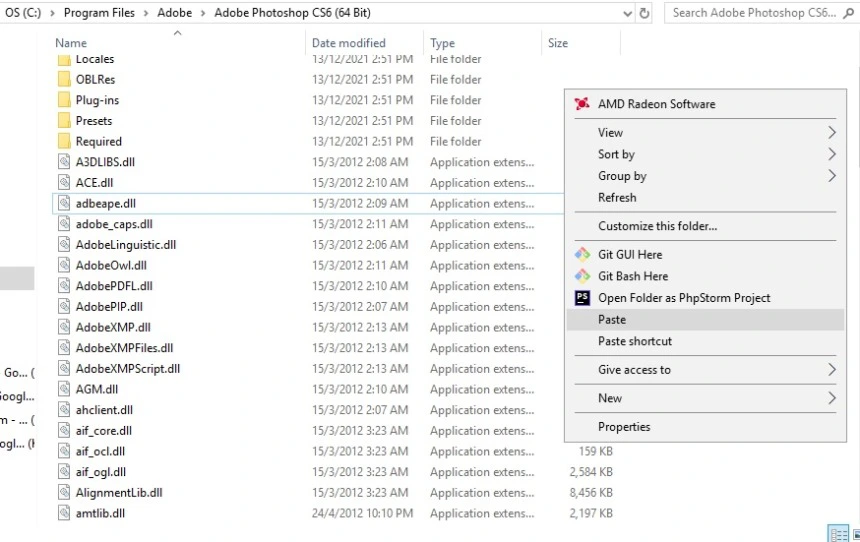 OS (C:) > Program Files > Adobe > Adobe Photoshop CS6 (64 Bit)
Search Adobe Photoshop CS6...
Name Date modified Type Size
Locales 13/12/2021 2:51 PM File folder
OBLRes 13/12/2021 2:51 PM File folder
Plug-ins 13/12/2021 2:51 PM File folder
Presets 13/12/2021 2:51 PM File folder
Required 13/12/2021 2:51 PM File folder
A3DLIBS.dll 15/3/2012 2:08 AM Application extens...
ACE.dll 15/3/2012 2:10 AM Application extens...
adbeape.dll 15/3/2012 2:09 AM Application extens...
adobe_caps.dll 15/3/2012 2:11 AM Application extens...
AdobeLinguistic.dll 15/3/2012 2:06 AM Application extens...
AdobeOwl.dll 15/3/2012 2:11 AM Application extens...
AdobePDFL.dll 15/3/2012 2:10 AM Application extens...
AdobePIP.dll 15/3/2012 2:07 AM Application extens...
AdobeXMP.dll 15/3/2012 2:13 AM Application extens...
AdobeXMPFiles.dll 15/3/2012 2:13 AM Application extens...
AdobeXMPScript.dll 15/3/2012 2:13 AM Application extens...
AGM.dll 15/3/2012 2:10 AM Application extens...
ahclient.dll 15/3/2012 2:07 AM Application extens...
aif_core.dll 15/3/2012 3:23 AM Application extens...
aif_ocl.dll 15/3/2012 3:23 AM Application extens... 159 KB
aif_ogl.dll 15/3/2012 3:23 AM Application extens... 2,584 KB
AlignmentLib.dll 15/3/2012 3:23 AM Application extens... 8,456 KB
amtlib.dll 24/4/2012 10:10 PM Application extens... 2,197 KB
AMD Radeon Software
View
Sort by
Group by
Refresh
Customize this folder...
Git GUI Here
Git Bash Here
PS Open Folder as PhpStorm Project
Paste
Paste shortcut
Give access to
New
Properties
- Go... (
Googl...
m - ... (
ogl... (